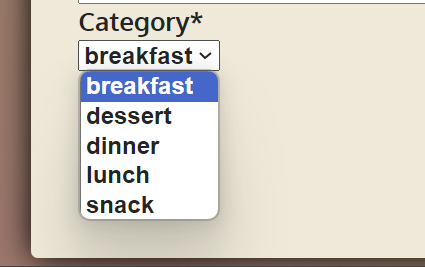 Category*
breakfast
breakfast
dessert
dinner
lunch
snack